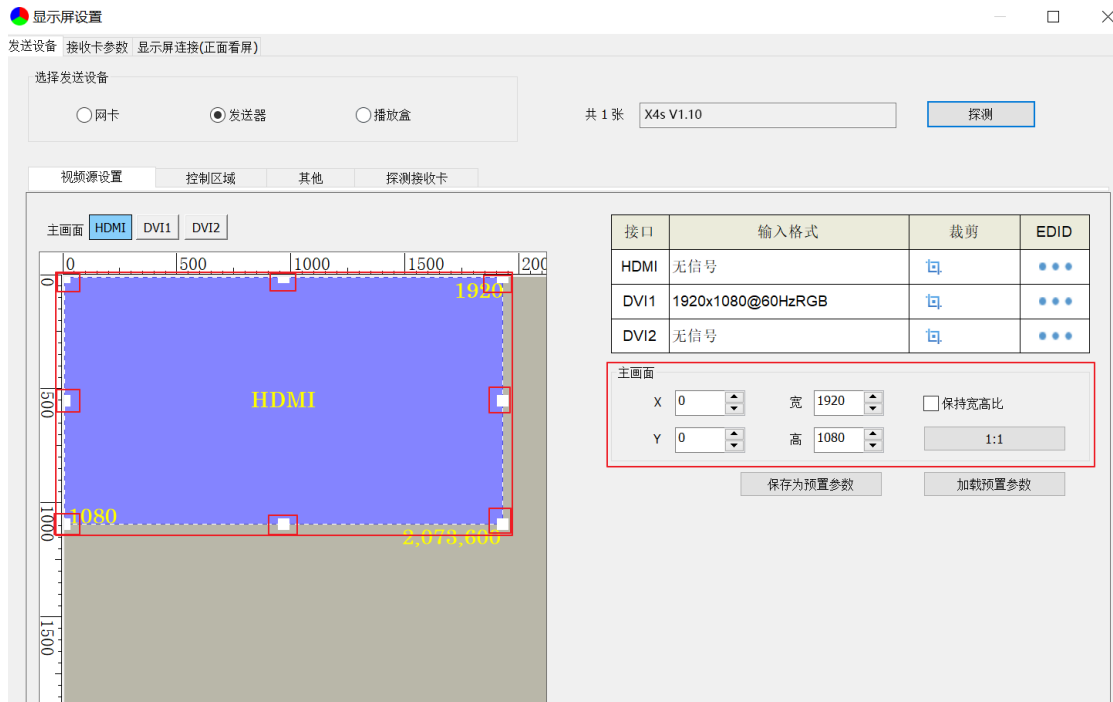 显示屏设置
发送设备 接收卡参数 显示屏连接(正面看屏)
选择发送设备
网卡 发送器 播放盒
共 1 张 X4s V1.10 探测
视频源设置 控制区域 其他 探测接收卡
主画面 HDMI DVI1 DVI2
接口 输入格式 裁剪 EDID
HDMI 无信号
DVI1 1920x1080@60HzRGB
DVI2 无信号
0 500 1000 1500 200
0
500
1000
1500
1920
HDMI
1080
2,073,600
主画面
X 0 宽 1920 保持宽高比
Y 0 高 1080 1:1
保存为预置参数 加载预置参数